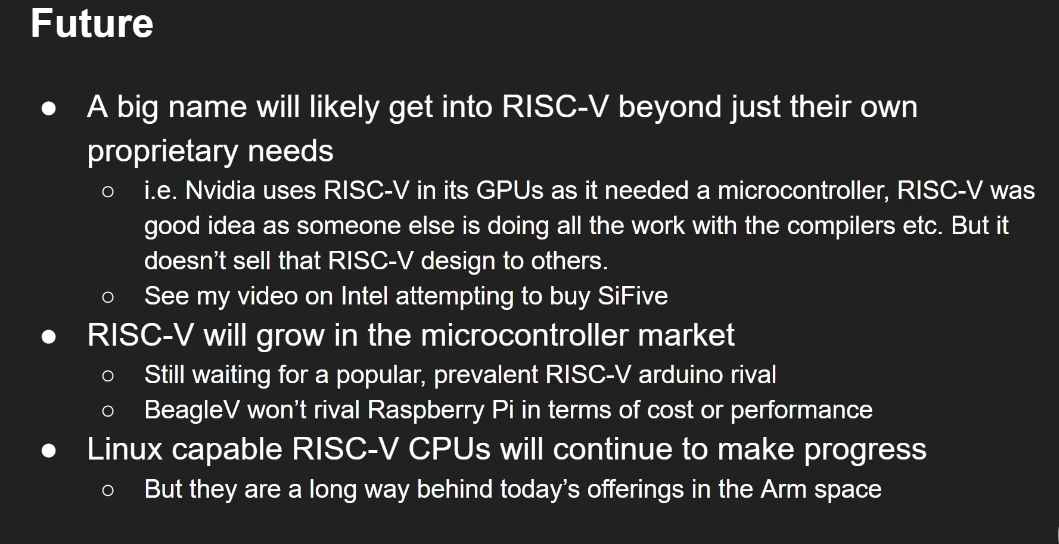 Future
● A big name will likely get into RISC-V beyond just their own
proprietary needs
○ i.e. Nvidia uses RISC-V in its GPUs as it needed a microcontroller, RISC-V was
good idea as someone else is doing all the work with the compilers etc. But it
doesn’t sell that RISC-V design to others.
○ See my video on Intel attempting to buy SiFive
● RISC-V will grow in the microcontroller market
○ Still waiting for a popular, prevalent RISC-V arduino rival
○ BeagleV won’t rival Raspberry Pi in terms of cost or performance
● Linux capable RISC-V CPUs will continue to make progress
○ But they are a long way behind today’s offerings in the Arm space